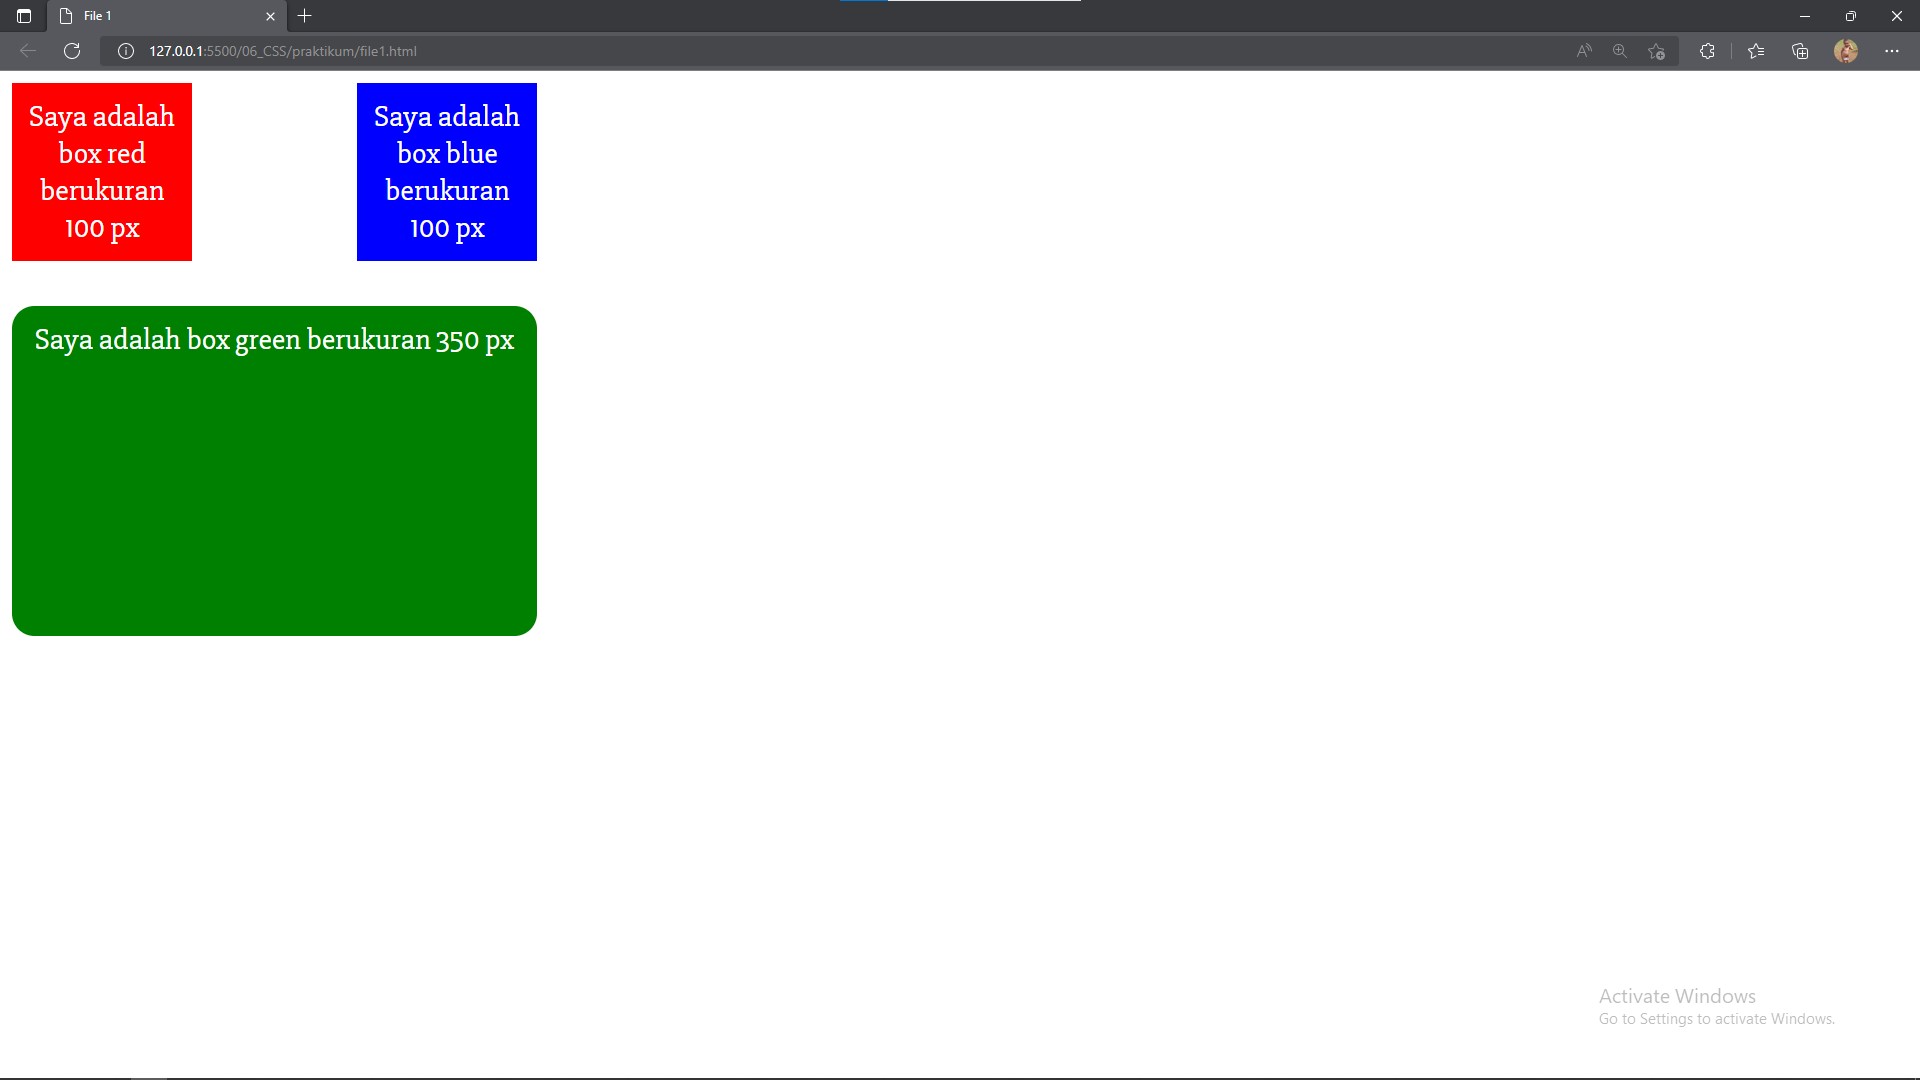 File 1
127.0.0.1:5500/06_CSS/praktikum/file1.html
Saya adalah
box red
berukuran
100 px
Saya adalah
box blue
berukuran
100 px
Saya adalah box green berukuran 350 px
Activate Windows
Go to Settings to activate Windows.